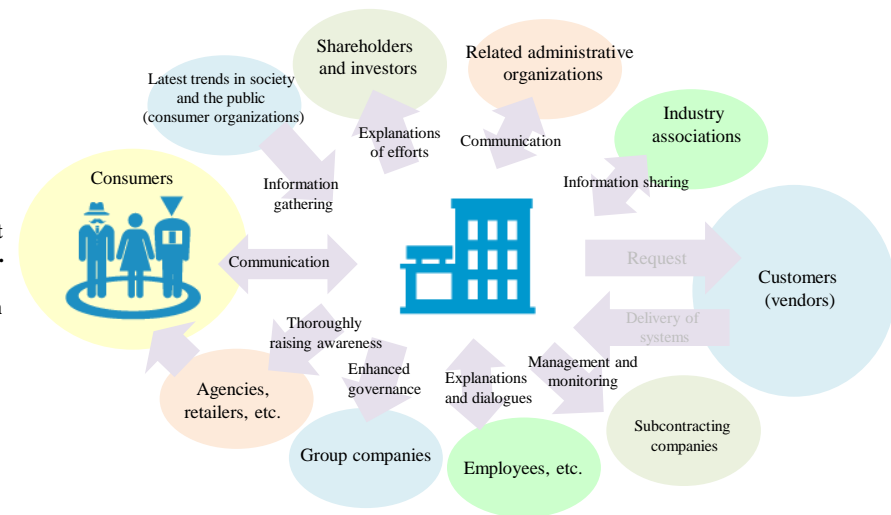 Shareholders
and investors
Related administrative
organizations
Latest trends in society
and the public
(consumer organizations)
Industry
associations
Explanations
of efforts
Communication
Consumers
Information
gathering
Information sharing
t
Communication
Request
Customers
(vendors)
Thoroughly
raising awareness
Delivery of
systems
Enhanced
governance
Explanations
and dialogues
Management and
monitoring
Agencies,
retailers, etc.
Subcontracting
companies
Group companies
Employees, etc.